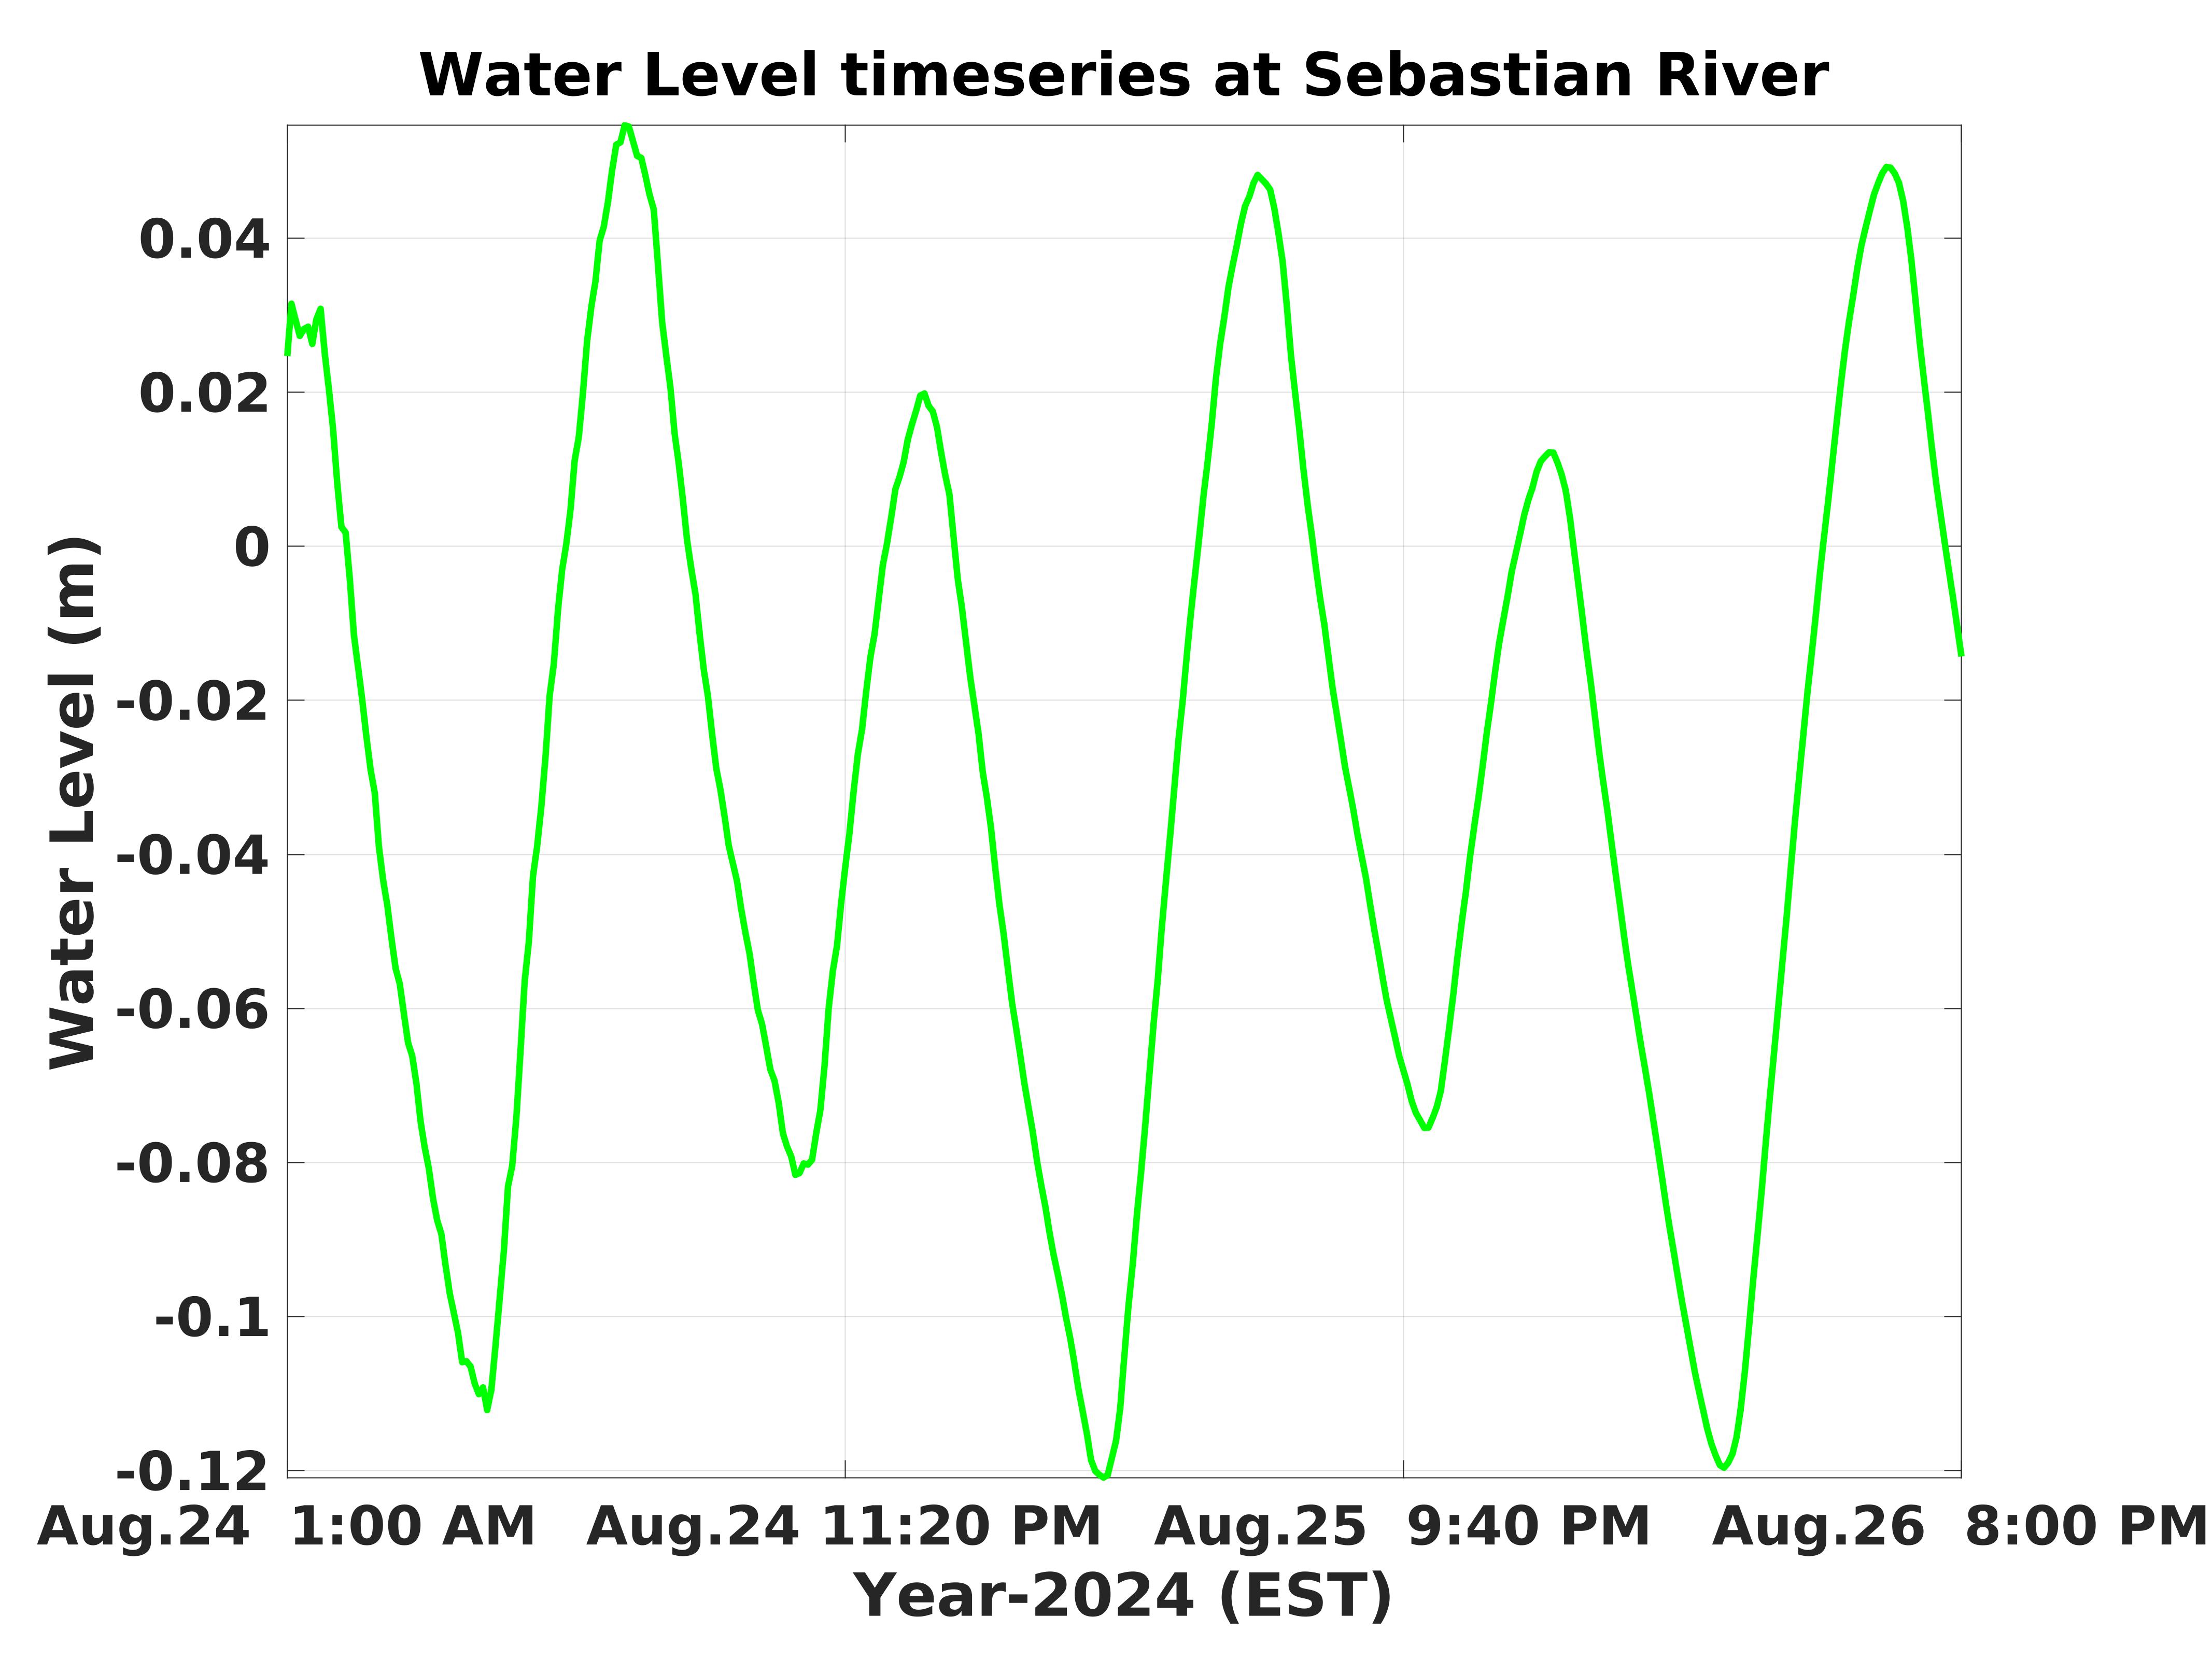 Water Level timeseries at Sebastian River
Water Level (m)
0.04
0.02
0
-0.02
-0.04
-0.06
-0.08
-0.1
-0.12
Aug.24  1:00 AM Aug.24 11:20 PM Aug.25  9:40 PM Aug.26  8:00 PM
Year-2024 (EST)